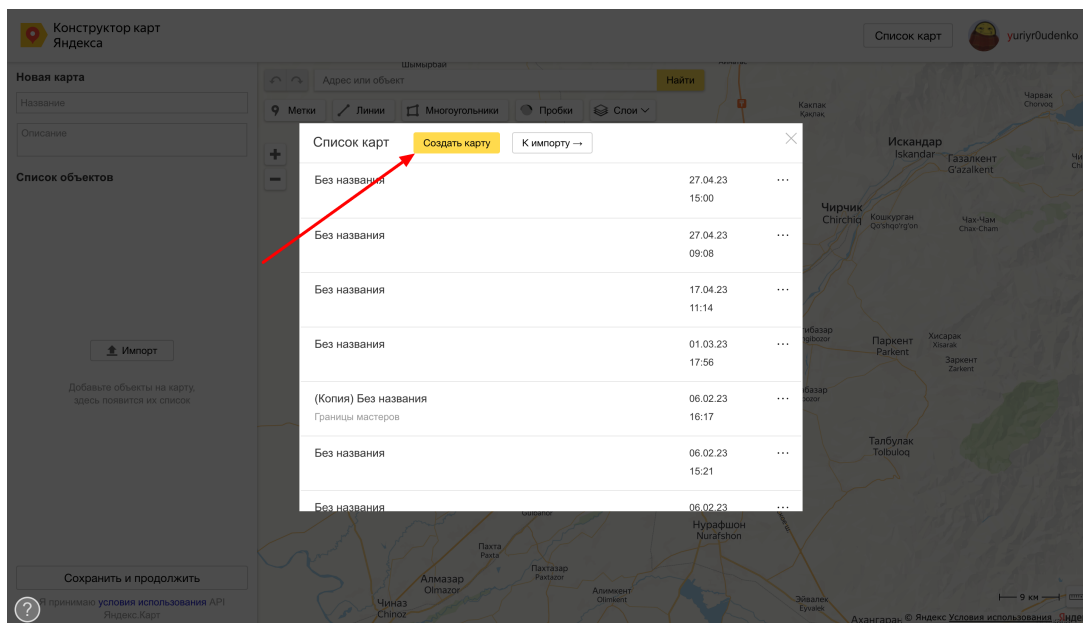 Конструктор карт
Яндекса
Список карт
yuriyr0udenko
Новая карта
Название
Описание
Список объектов
Импорт
Добавьте объекты на карту,
здесь появится их список
Сохранить и продолжить
Я принимаю условия использования API
Яндекс Карт
?
Адрес или объект
Найти
Метки
Линии
Многоугольники
Пробки
Слои
Список карт
Создать карту
К импорту →
Без названия
27.04.23
15:00
Без названия
27.04.23
09:08
Без названия
17.04.23
11:14
Без названия
01.03.23
17:56
(Копия) Без названия
06.02.23
Границы мастеров
16:17
Без названия
06.02.23
15:21
Без названия
06.02.23
Шымырбай
Какпак
Қақпақ
Чарвак
Chorvoq
Искандар
Iskandar
Газалкент
G'azalkent
Чирчик
Chirchiq
Кошкурган
Qo'shqo'rg'on
Чах-Чам
Chax-Cham
Паркент
Parkent
Хисарак
Xisarak
Заркент
Zarkent
Талбулак
Tolbuloq
Нурафшон
Nurafshon
Пахта
Paxta
Пахтазар
Paxtazor
Алмазар
Olmazor
Алимкент
Olimkent
Чиназ
Chinoz
Эйвалек
Eyvalek
Ахангаран
9 км
© Яндекс Условия использования